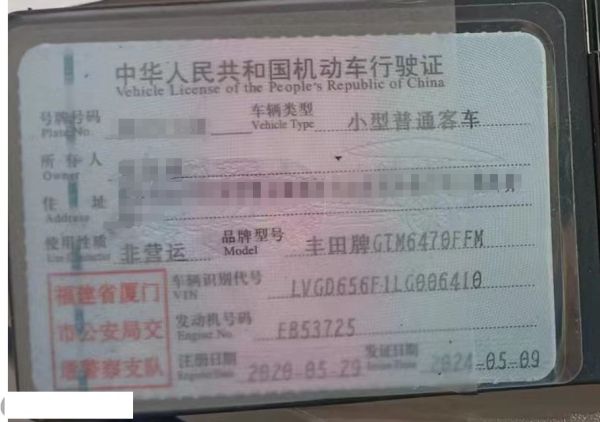 中华人民共和国机动车行驶证
Vehicle License of the People's Republic of China
号牌号码 Plate No. 车辆类型 Vehicle Type 小型普通客车
所有人 Owner
住址 Address
使用性质 Use Character 非营运 品牌型号 Model 丰田牌GTM6470FFM
福建省厦门市公安局交通警察支队
车辆识别代号 VIN LVGD656F1LG006410
发动机号码 Engine No. FB53725
注册日期 Register Date 2020-05-29 发证日期 Issue Date 2024-05-09